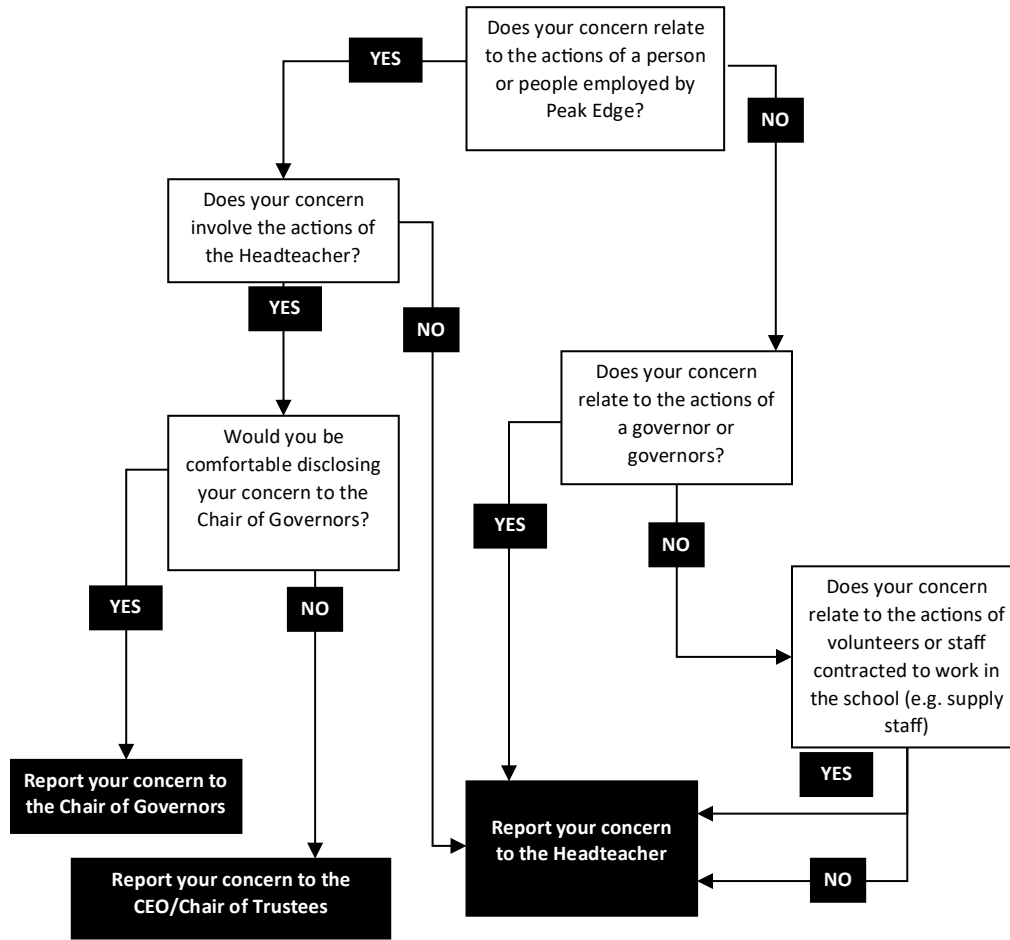 Does your concern relate
to the actions of a person
or people employed by
Peak Edge?
YES
NO
Does your concern
involve the actions of
the Headteacher?
YES
NO
Does your concern
relate to the actions of
a governor or
governors?
Would you be
comfortable disclosing
your concern to the
Chair of Governors?
YES
NO
YES
NO
Does your concern
relate to the actions of
volunteers or staff
contracted to work in
the school (e.g. supply
staff)
YES
NO
Report your concern to
the Chair of Governors
Report your concern
to the Headteacher
Report your concern to the
CEO/Chair of Trustees